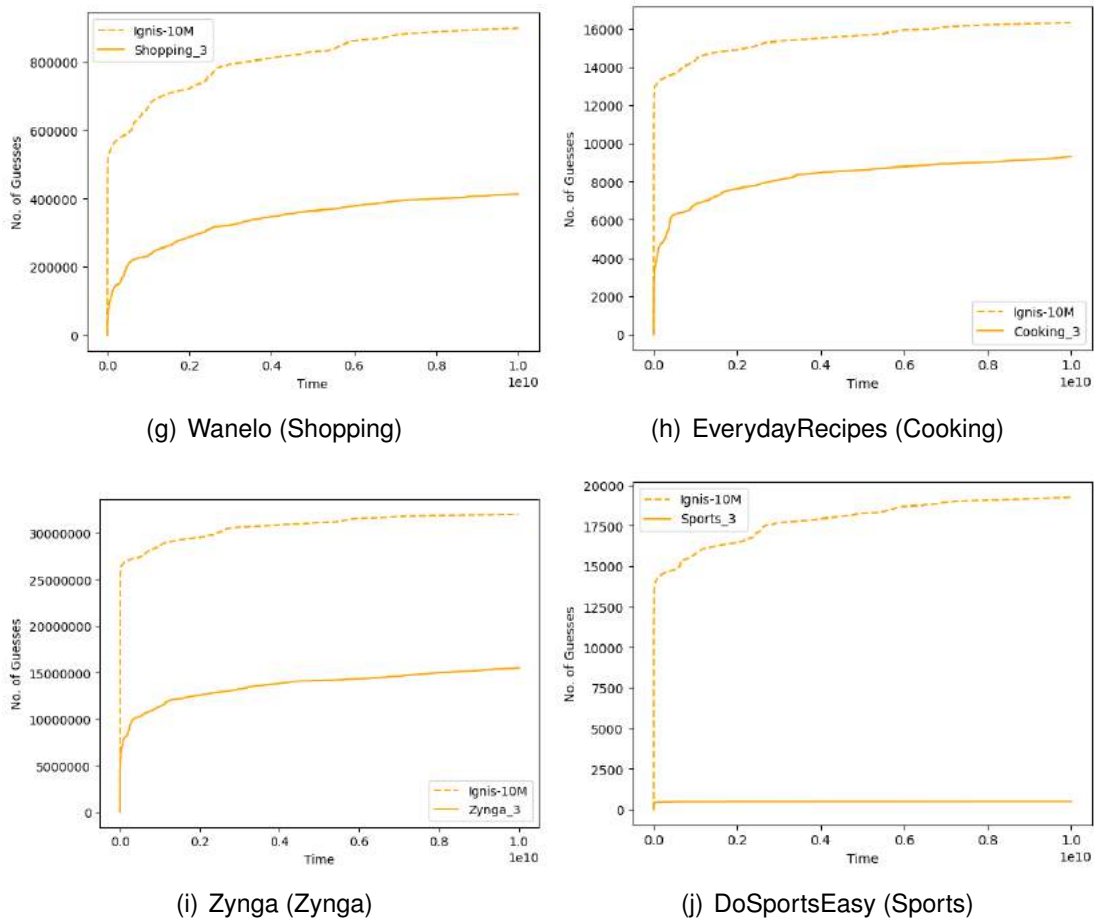 Ignis-10M
Shopping_3
800000
600000
400000
200000
0
No. of Guesses
0.0 0.2 0.4 0.6 0.8 1.0
1e10
Time
(g) Wanelo (Shopping)
16000
14000
12000
10000
8000
6000
4000
2000
0
No. of Guesses
Ignis-10M
Cooking_3
0.0 0.2 0.4 0.6 0.8 1.0
1e10
Time
(h) EverydayRecipes (Cooking)
30000000
25000000
20000000
15000000
10000000
5000000
0
No. of Guesses
Ignis-10M
Zynga_3
0.0 0.2 0.4 0.6 0.8 1.0
1e10
Time
(i) Zynga (Zynga)
Ignis-10M
Sports_3
20000
17500
15000
12500
10000
7500
5000
2500
0
No. of Guesses
0.0 0.2 0.4 0.6 0.8 1.0
1e10
Time
(j) DoSportsEasy (Sports)